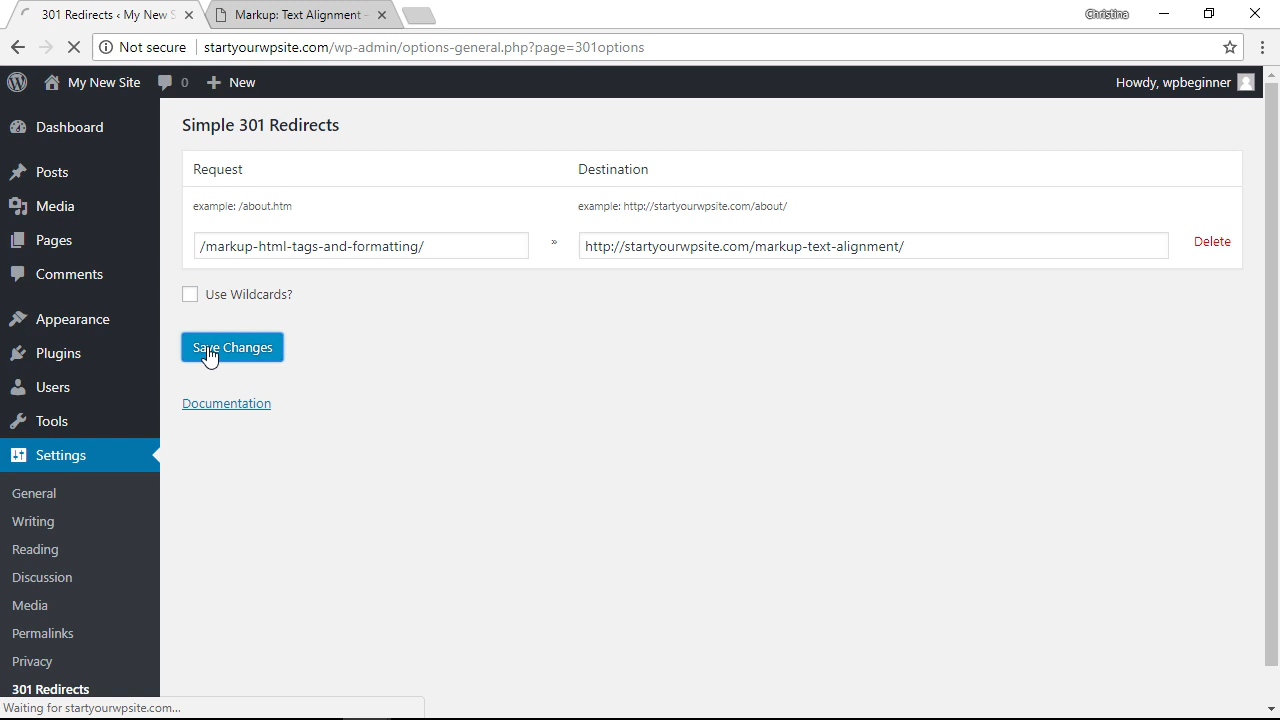 301 Redirects ‹ My New S
Markup: Text Alignment –
Christina
Not secure
startyourwpsite.com/wp-admin/options-general.php?page=301options
My New Site
0
New
Howdy, wpbeginner
Dashboard
Posts
Media
Pages
Comments
Appearance
Plugins
Users
Tools
Settings
General
Writing
Reading
Discussion
Media
Permalinks
Privacy
301 Redirects
Simple 301 Redirects
Request
Destination
example: /about.htm
example: http://startyourwpsite.com/about/
/markup-html-tags-and-formatting/
»
http://startyourwpsite.com/markup-text-alignment/
Delete
Use Wildcards?
Save Changes
Documentation
Waiting for startyourwpsite.com...